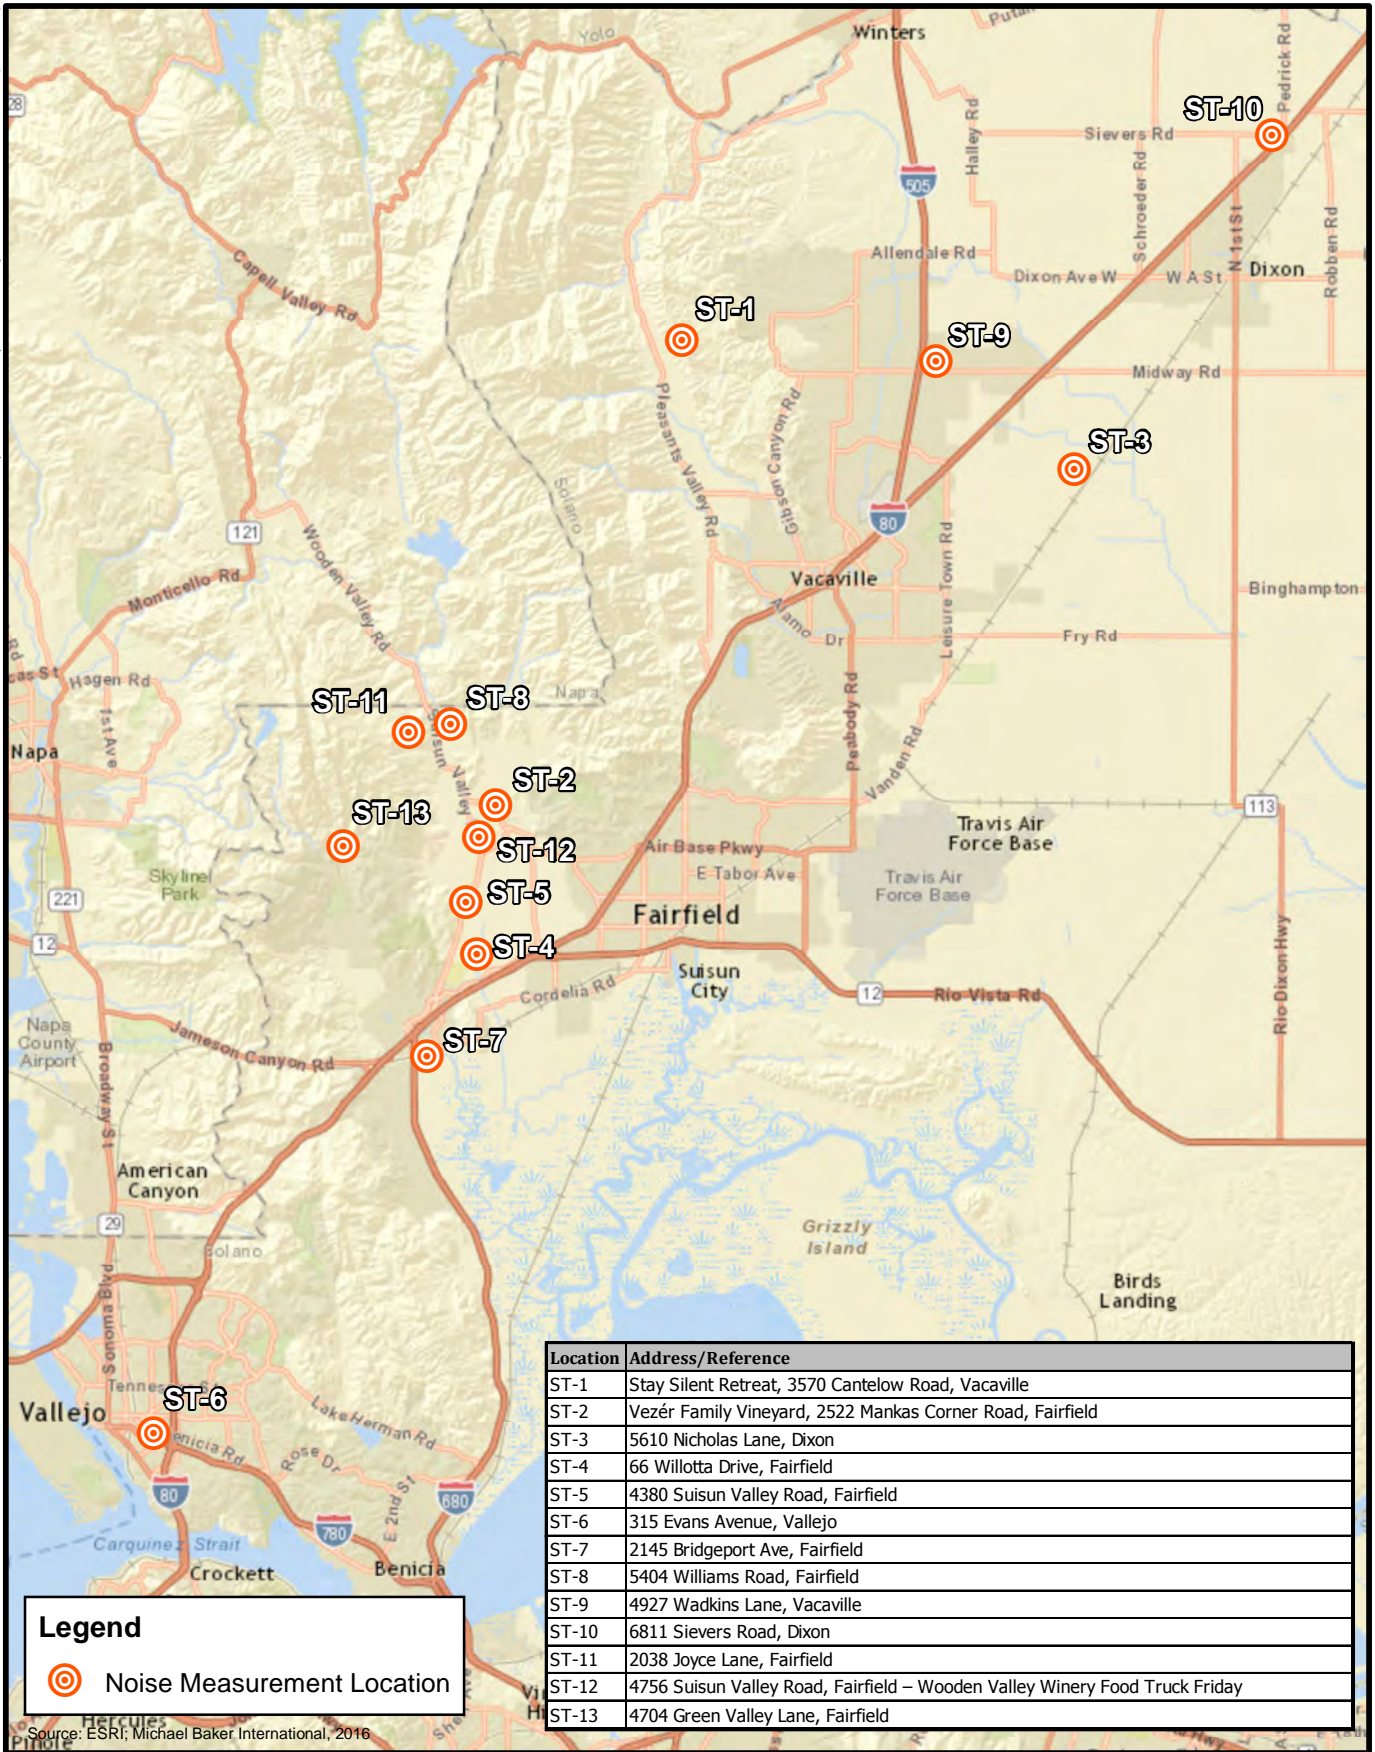 Winters
Yolo
Pedrick Rd
ST-10
Sievers Rd
Halley Rd
505
Schroeder Rd
N 1st St
Robben Rd
Allendale Rd
Dixon Ave W
W A St
Dixon
Capell Valley Rd
ST-1
ST-9
Midway Rd
Pleasants Valley Rd
Gibson Canyon Rd
ST-3
Solano
121
80
Wooden Valley Rd
Leisure Town Rd
Monticello Rd
Vacaville
Binghampton
Alamo Dr
Fry Rd
Rd
cas St
Hagen Rd
Napa
ST-11
ST-8
1st Ave
Suisun Valley
Napa
Peabody Rd
Vanden Rd
ST-2
ST-13
113
ST-12
Air Base Pkwy
Travis Air
Force Base
E Tabor Ave
Travis Air
Force Base
Skylinel
Park
221
ST-5
Fairfield
12
ST-4
Suisun
City
Cordelia Rd
12
Rio Vista Rd
Rio Dixon Hwy
Napa
County
Airport
Jameson Canyon Rd
ST-7
Broadway St
American
Canyon
29
Solano
Grizzly
Island
Birds
Landing
Sonoma Blvd
ST-6
Vallejo
Lake Herman Rd
enicia Rd
Rose Dr
E 2nd St
80
680
780
Carquinez Strait
Crockett
Benicia
Location Address/Reference
ST-1 Stay Silent Retreat, 3570 Cantelow Road, Vacaville
ST-2 Vezér Family Vineyard, 2522 Mankas Corner Road, Fairfield
ST-3 5610 Nicholas Lane, Dixon
ST-4 66 Willotta Drive, Fairfield
ST-5 4380 Suisun Valley Road, Fairfield
ST-6 315 Evans Avenue, Vallejo
ST-7 2145 Bridgeport Ave, Fairfield
ST-8 5404 Williams Road, Fairfield
ST-9 4927 Wadkins Lane, Vacaville
ST-10 6811 Sievers Road, Dixon
ST-11 2038 Joyce Lane, Fairfield
ST-12 4756 Suisun Valley Road, Fairfield – Wooden Valley Winery Food Truck Friday
ST-13 4704 Green Valley Lane, Fairfield
Legend
Noise Measurement Location
Hercules
Source: ESRI; Michael Baker International, 2016
Pinole